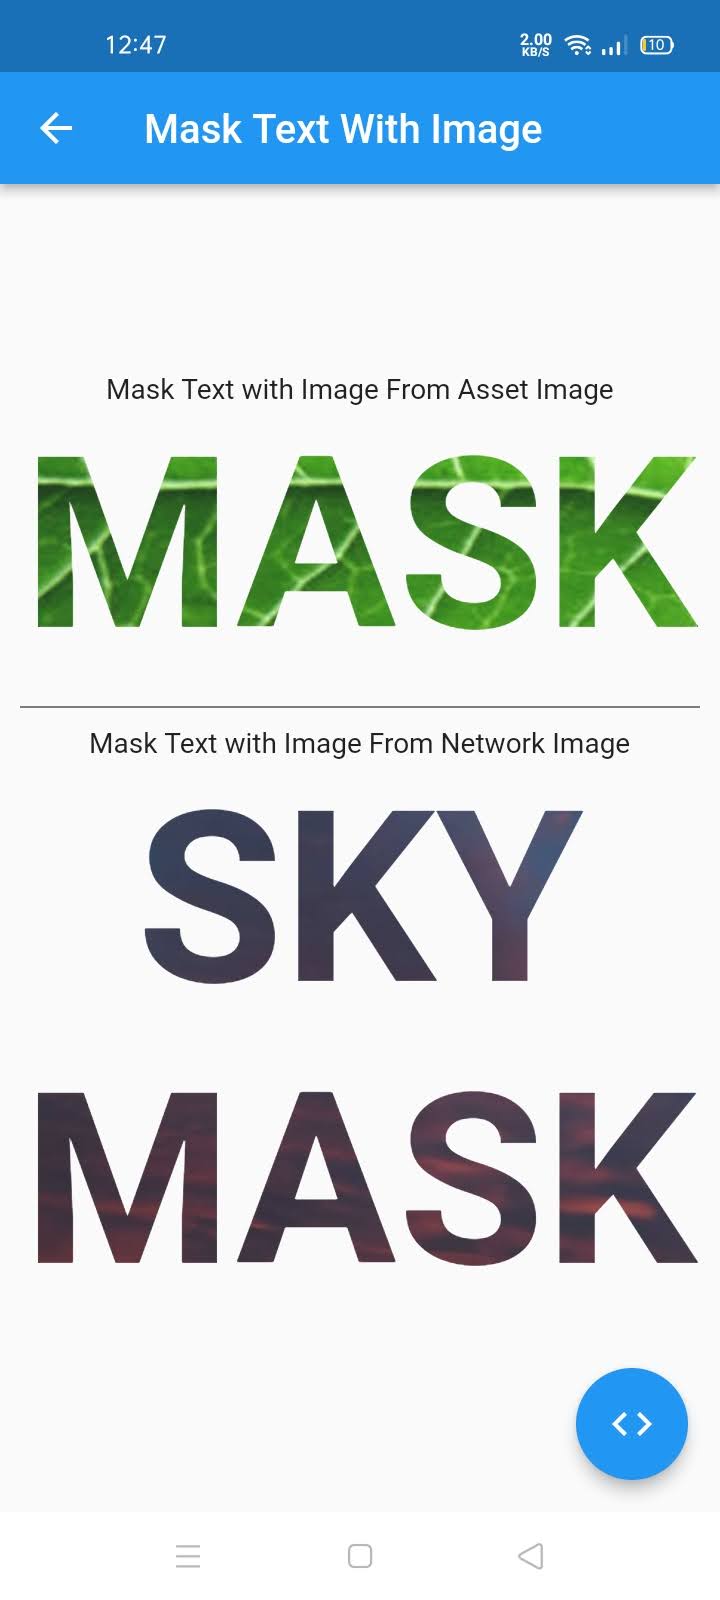 12:47
2.00
KB/S
10
Mask Text With Image
Mask Text with Image From Asset Image
MASK
Mask Text with Image From Network Image
SKY
MASK